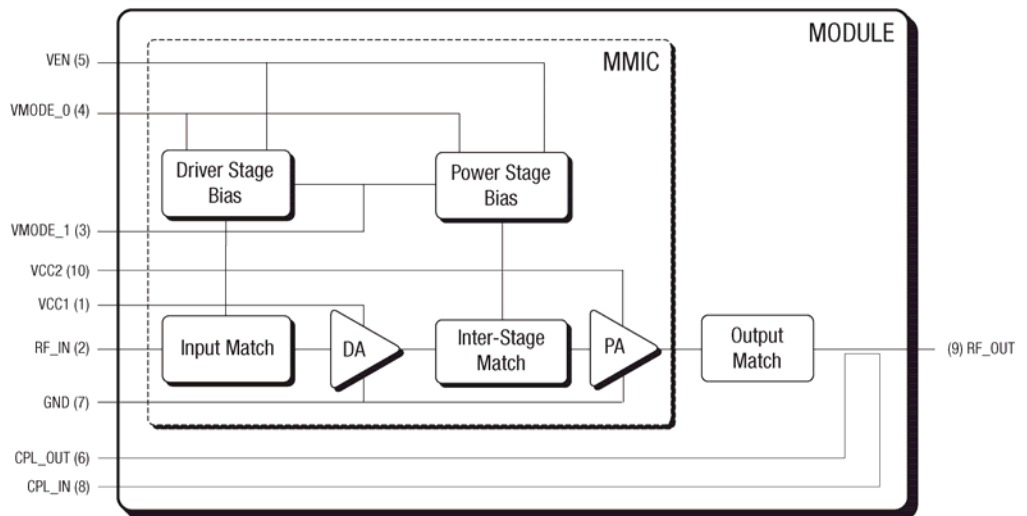 MODULE
MMIC
VEN (5)
VMODE_0 (4)
Driver Stage
Bias
Power Stage
Bias
VMODE_1 (3)
VCC2 (10)
VCC1 (1)
RF_IN (2)
Input Match
DA
Inter-Stage
Match
PA
Output
Match
(9) RF_OUT
GND (7)
CPL_OUT (6)
CPL_IN (8)